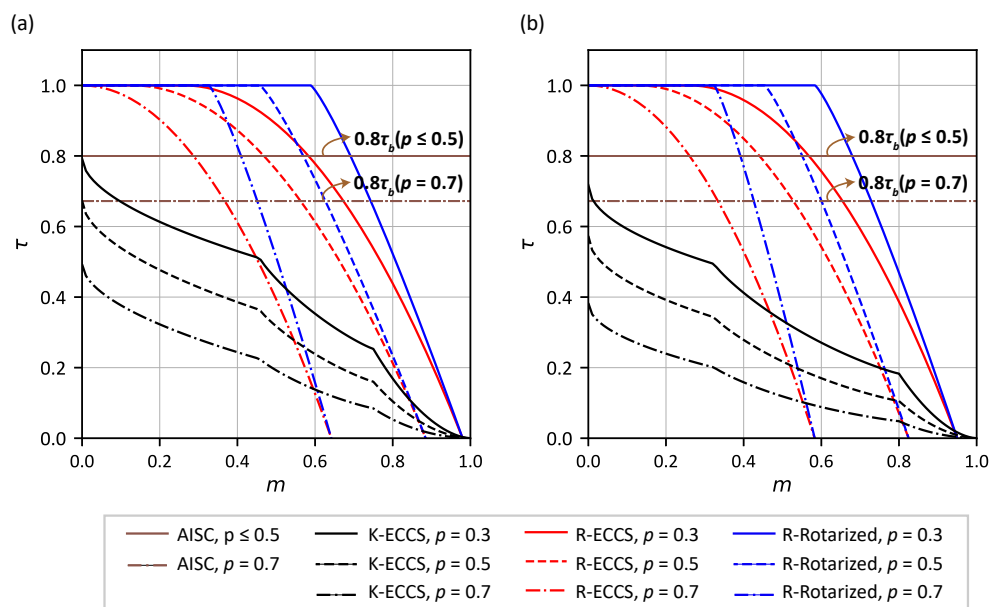 (a)
(b)
1.0
0.8
0.6
0.4
0.2
0.0
τ
0.8τb(p ≤ 0.5)
0.8τb(p = 0.7)
0.0 0.2 0.4 0.6 0.8 1.0
m
1.0
0.8
0.6
0.4
0.2
0.0
τ
0.8τb(p ≤ 0.5)
0.8τb(p = 0.7)
0.0 0.2 0.4 0.6 0.8 1.0
m
AISC, p ≤ 0.5 K-ECCS, p = 0.3 R-ECCS, p = 0.3 R-Rotarized, p = 0.3
AISC, p = 0.7 K-ECCS, p = 0.5 R-ECCS, p = 0.5 R-Rotarized, p = 0.5
K-ECCS, p = 0.7 R-ECCS, p = 0.7 R-Rotarized, p = 0.7